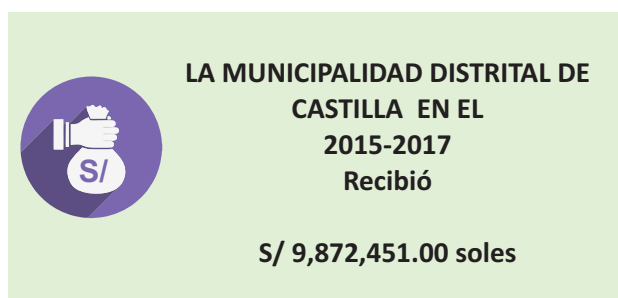 LA MUNICIPALIDAD DISTRITAL DE
CASTILLA EN EL
2015-2017
Recibió
S/ 9,872,451.00 soles
S/